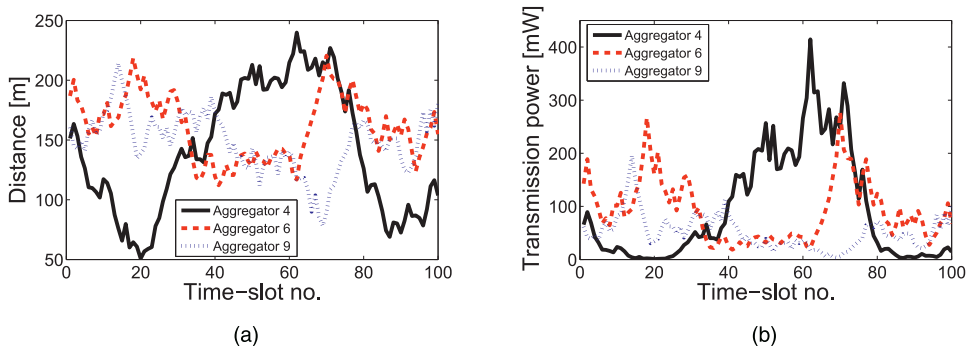 250
200
150
100
50
Distance [m]
Aggregator 4
Aggregator 6
Aggregator 9
0 20 40 60 80 100
Time-slot no.
(a)
400
300
200
100
0
Transmission power [mW]
Aggregator 4
Aggregator 6
Aggregator 9
0 20 40 60 80 100
Time-slot no.
(b)